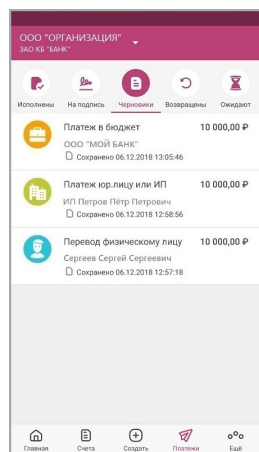 ООО "ОРГАНИЗАЦИЯ"
ЗАО КБ "БАНК"
Исполнены На подпись Черновики Возвращены Ожидают
Платеж в бюджет 10 000,00 ₽
ООО "МОЙ БАНК"
Сохранено 06.12.2018 13:05:46
Платеж юр.лицу или ИП 10 000,00 ₽
ИП Петров Пётр Петрович
Сохранено 06.12.2018 12:58:56
Перевод физическому лицу 10 000,00 ₽
Сергеев Сергей Сергеевич
Сохранено 06.12.2018 12:57:18
Главная Счета Создать Платежи Ещё